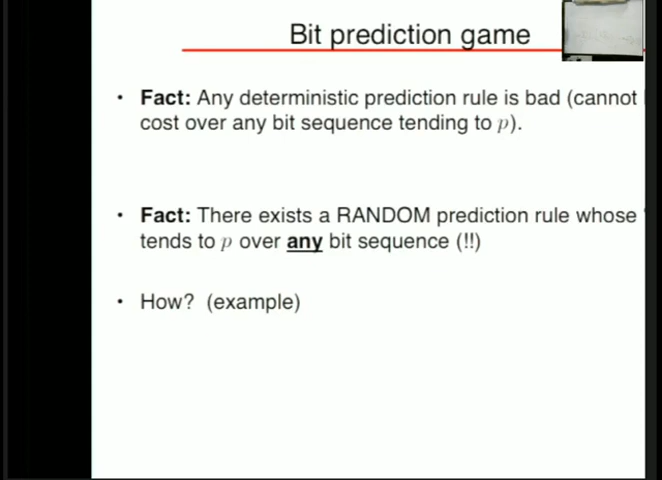 Bit prediction game
• Fact: Any deterministic prediction rule is bad (cannot
cost over any bit sequence tending to p).
• Fact: There exists a RANDOM prediction rule whose
tends to p over any bit sequence (!!)
• How? (example)